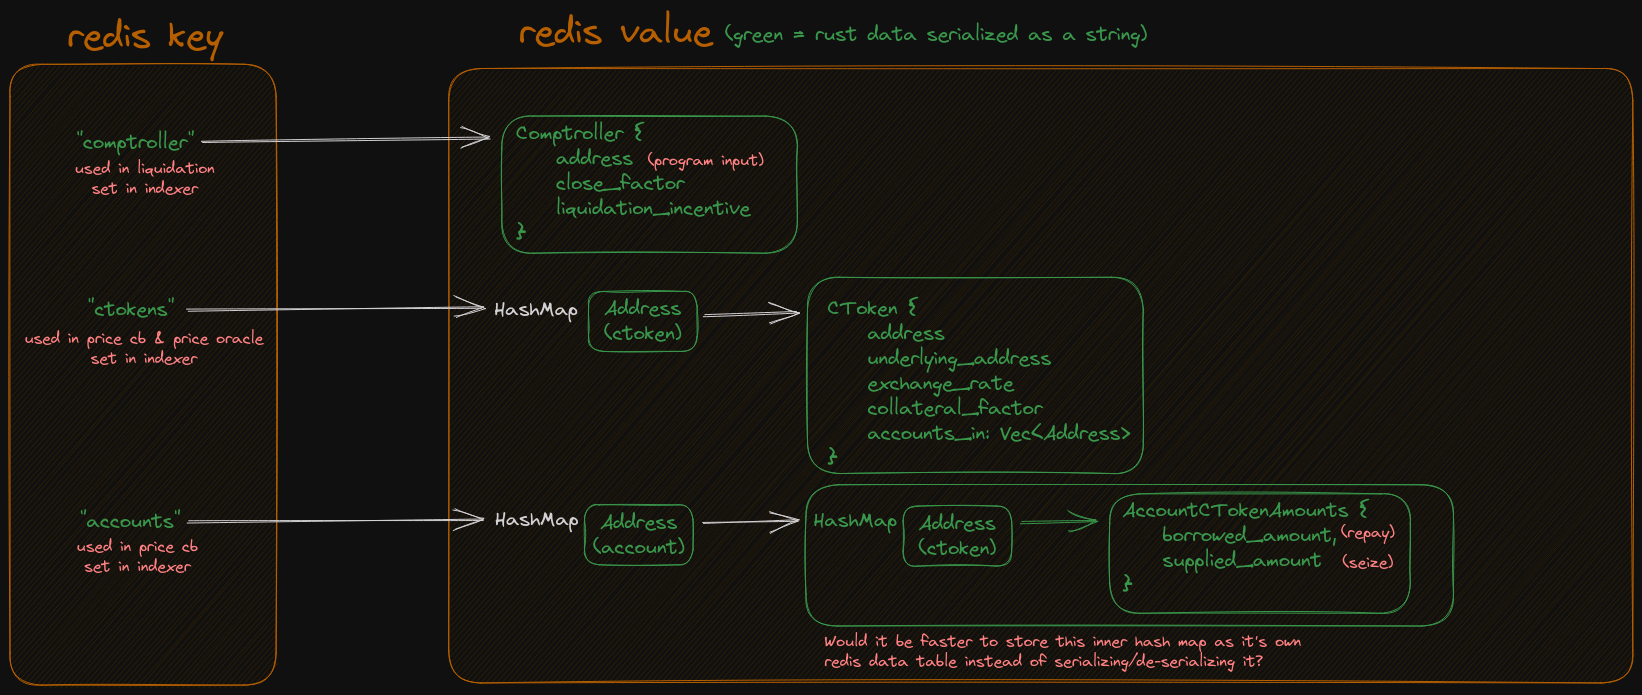 redis key
redis value (green = rust data serialized as a string)
"comptroller"
used in liquidation
set in indexer
Comptroller {
address (program input)
close_factor
liquidation_incentive
}
"ctokens"
used in price cb & price oracle
set in indexer
HashMap
Address
(ctoken)
CToken {
address
underlying_address
exchange_rate
collateral_factor
accounts_in: Vec<Address>
}
"accounts"
used in price cb
set in indexer
HashMap
Address
(account)
HashMap
Address
(ctoken)
AccountCTokenAmounts {
borrowed_amount, (repay)
supplied_amount (seize)
}
Would it be faster to store this inner hash map as it's own
redis data table instead of serializing/de-serializing it?